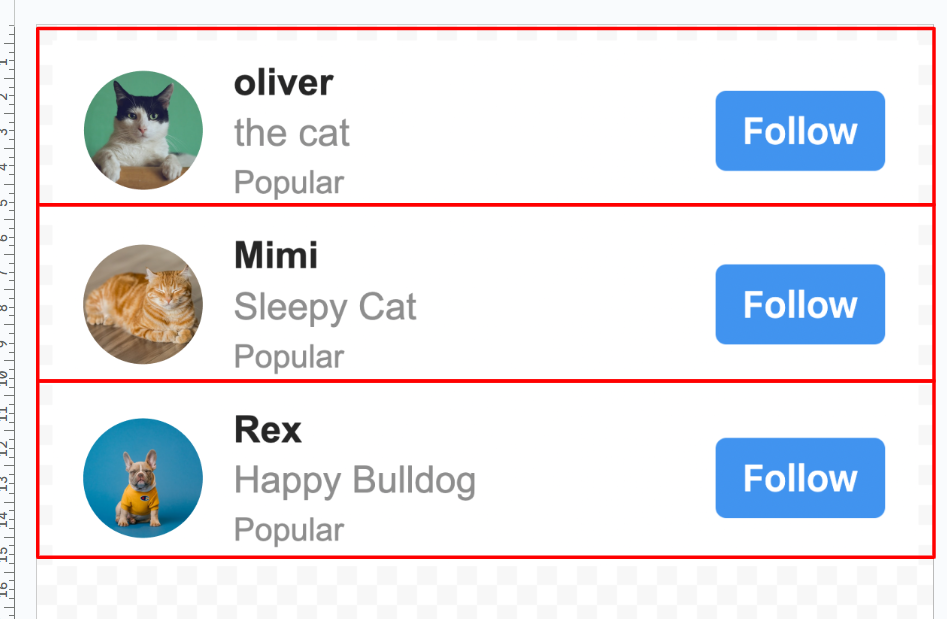 oliver
the cat
Popular
Follow
Mimi
Sleepy Cat
Popular
Follow
Rex
Happy Bulldog
Popular
Follow
1
2
3
4
5
6
7
8
9
10
11
12
13
14
15
16